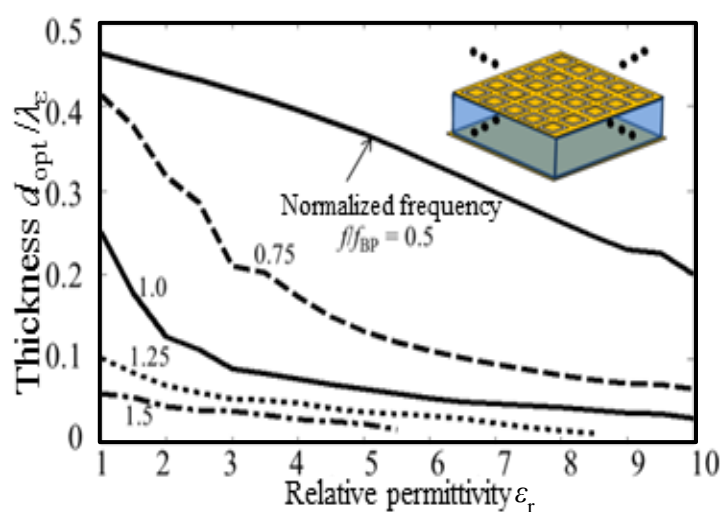 Thickness d_opt/λ_ε
0.5
0.4
0.3
0.2
0.1
0
Normalized frequency
f/f_BP = 0.5
0.75
1.0
1.25
1.5
1 2 3 4 5 6 7 8 9 10
Relative permittivity ε_r